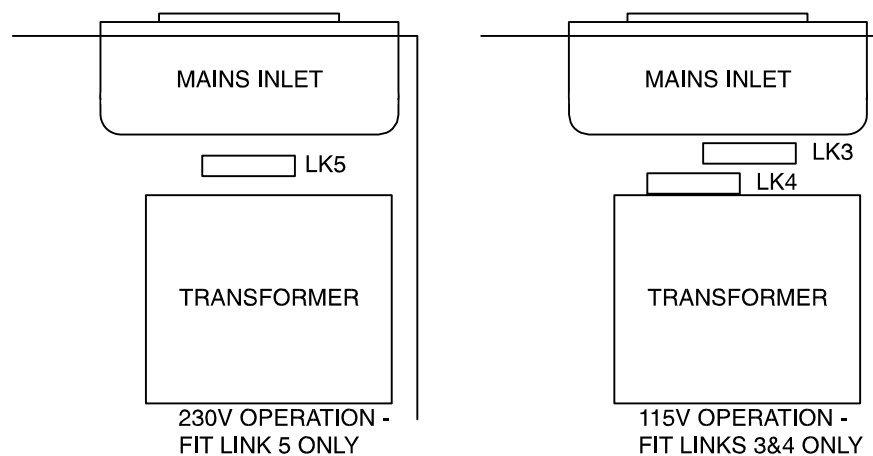 MAINS INLET
LK5
TRANSFORMER
230V OPERATION -
FIT LINK 5 ONLY
MAINS INLET
LK3
LK4
TRANSFORMER
115V OPERATION -
FIT LINKS 3&4 ONLY